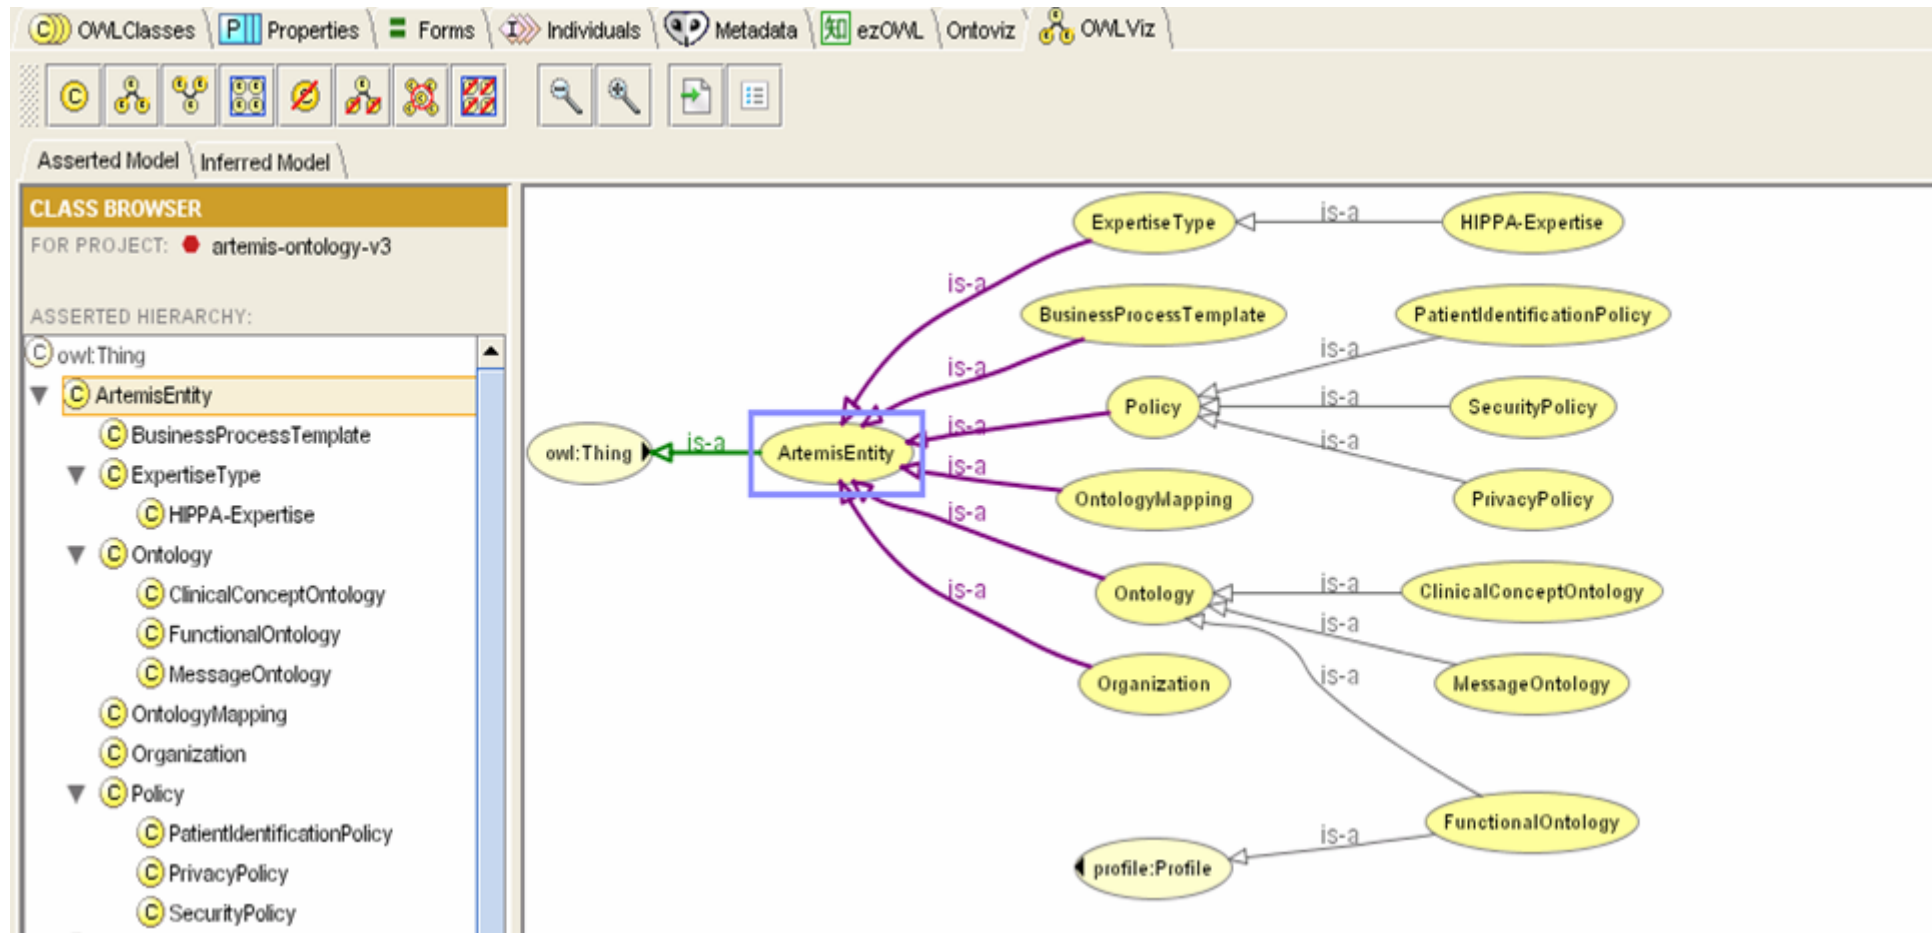 OWLClasses Properties Forms Individuals Metadata 知 ezOWL Ontoviz OWLViz
Asserted Model Inferred Model
CLASS BROWSER
FOR PROJECT: artemis-ontology-v3
ASSERTED HIERARCHY:
owl:Thing
ArtemisEntity
BusinessProcessTemplate
ExpertiseType
HIPPA-Expertise
Ontology
ClinicalConceptOntology
FunctionalOntology
MessageOntology
OntologyMapping
Organization
Policy
PatientIdentificationPolicy
PrivacyPolicy
SecurityPolicy
ExpertiseType is-a HIPPA-Expertise
is-a
BusinessProcessTemplate PatientIdentificationPolicy
is-a
is-a
Policy is-a SecurityPolicy
is-a
is-a
owl:Thing is-a ArtemisEntity
is-a
OntologyMapping PrivacyPolicy
is-a
is-a
Ontology is-a ClinicalConceptOntology
is-a
is-a
Organization is-a MessageOntology
FunctionalOntology
is-a
profile:Profile